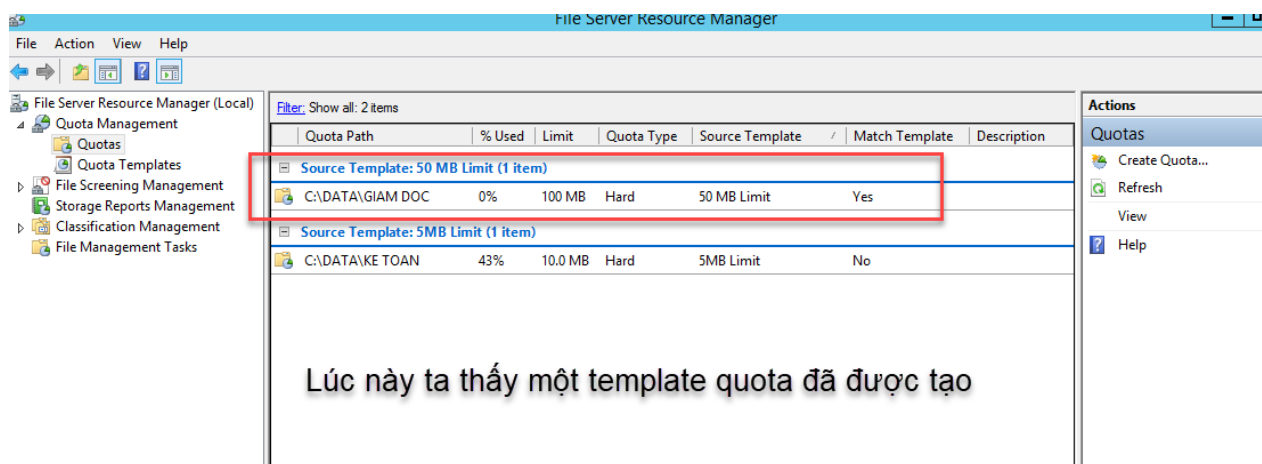 File Server Resource Manager
File Action View Help
File Server Resource Manager (Local)
Quota Management
Quotas
Quota Templates
File Screening Management
Storage Reports Management
Classification Management
File Management Tasks
Filter: Show all: 2 items
Quota Path % Used Limit Quota Type Source Template Match Template Description
Source Template: 50 MB Limit (1 item)
C:\DATA\GIAM DOC 0% 100 MB Hard 50 MB Limit Yes
Source Template: 5MB Limit (1 item)
C:\DATA\KE TOAN 43% 10.0 MB Hard 5MB Limit No
Lúc này ta thấy một template quota đã được tạo
Actions
Quotas
Create Quota...
Refresh
View
Help